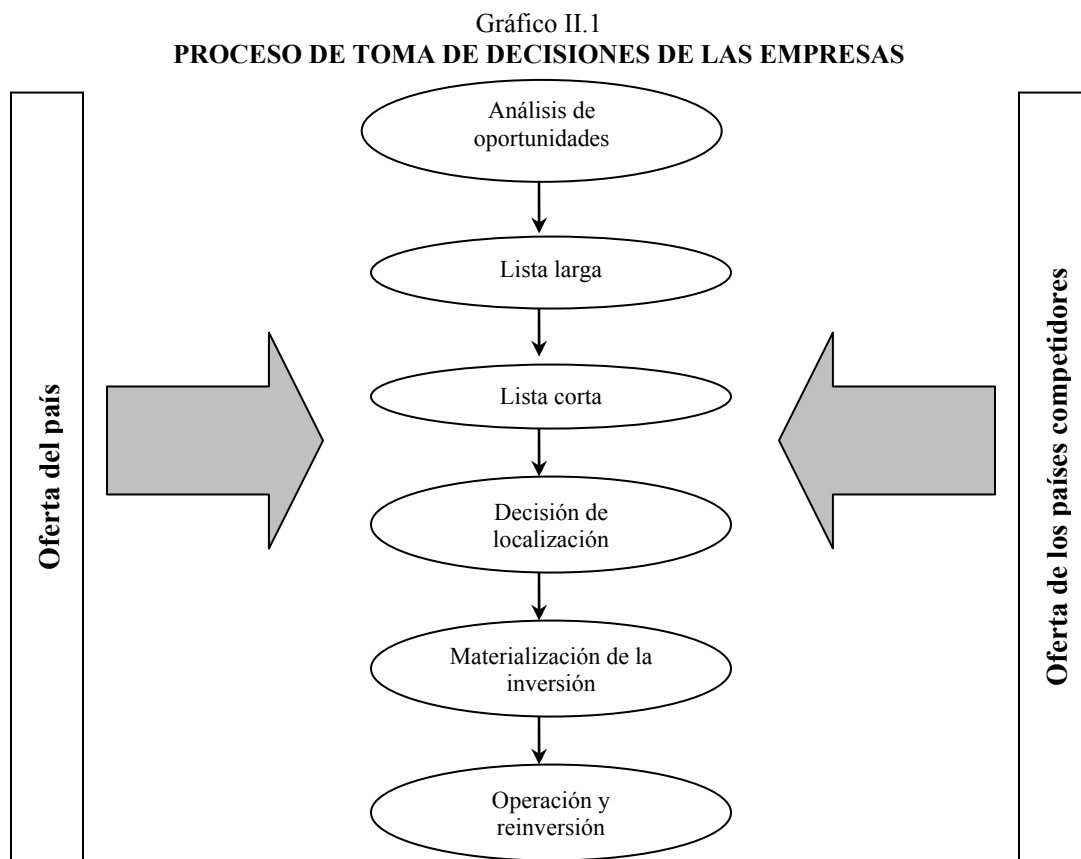 Gráfico II.1
PROCESO DE TOMA DE DECISIONES DE LAS EMPRESAS
Oferta del país
Análisis de
oportunidades
Lista larga
Lista corta
Decisión de
localización
Materialización de la
inversión
Operación y
reinversión
Oferta de los países competidores